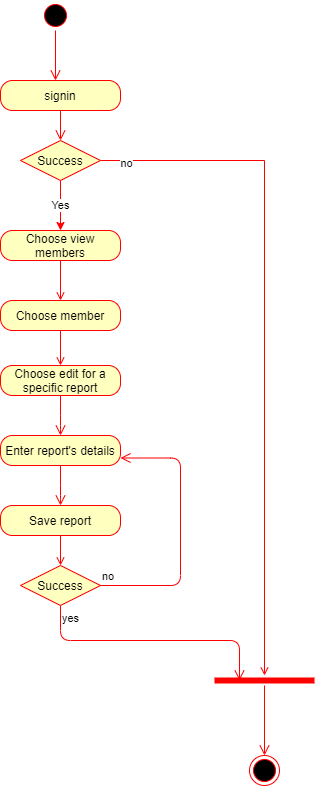 signin
Success
no
Yes
Choose view
members
Choose member
Choose edit for a
specific report
Enter report's details
Save report
Success
no
yes